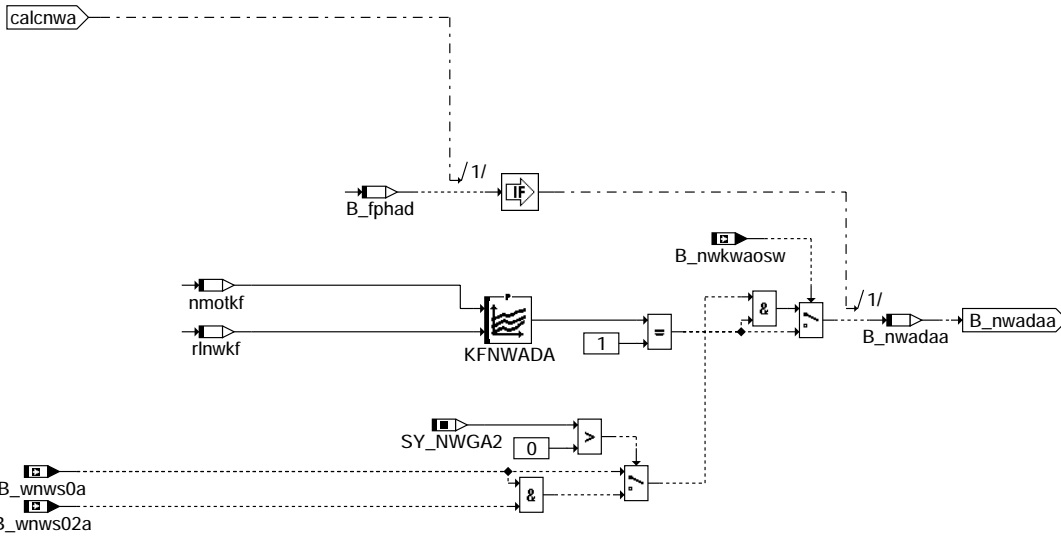 calcnwa
/1/
IF
B_fphad
B_nwkwaosw
nmotkf
P
/1/
&
rlnwkf
KFNWADA
1
=
B_nwadaa
B_nwadaa
SY_NWGA2
0
>
B_wnws0a
&
B_wnws02a